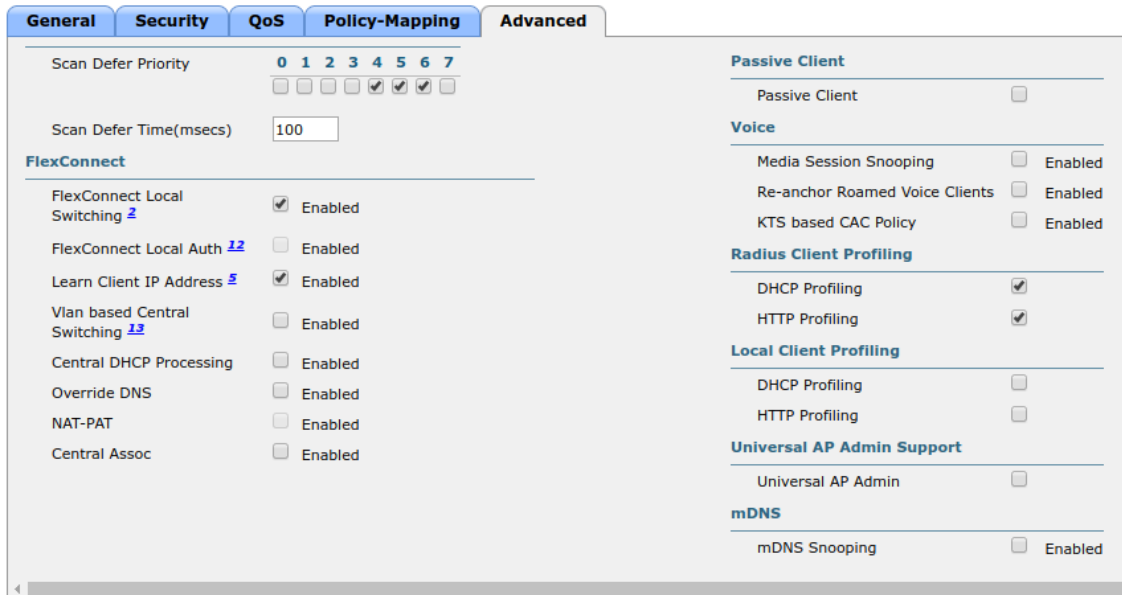 General Security QoS Policy-Mapping Advanced
Scan Defer Priority 0 1 2 3 4 5 6 7
Scan Defer Time(msecs) 100
FlexConnect
FlexConnect Local
Switching 2 Enabled
FlexConnect Local Auth 12 Enabled
Learn Client IP Address 5 Enabled
Vlan based Central
Switching 13 Enabled
Central DHCP Processing Enabled
Override DNS Enabled
NAT-PAT Enabled
Central Assoc Enabled
Passive Client
Passive Client
Voice
Media Session Snooping Enabled
Re-anchor Roamed Voice Clients Enabled
KTS based CAC Policy Enabled
Radius Client Profiling
DHCP Profiling
HTTP Profiling
Local Client Profiling
DHCP Profiling
HTTP Profiling
Universal AP Admin Support
Universal AP Admin
mDNS
mDNS Snooping Enabled